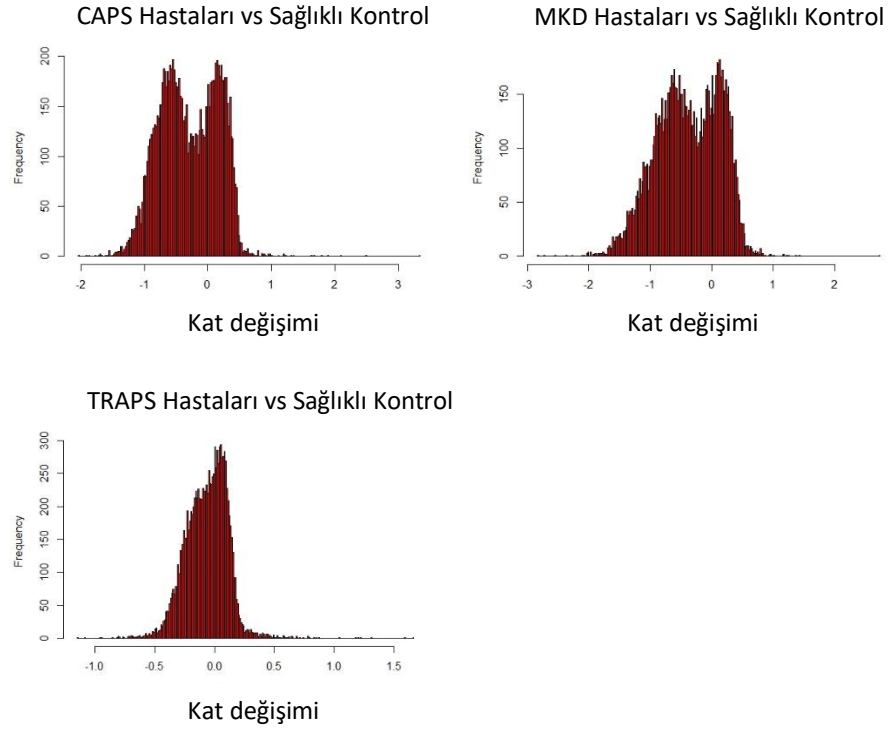 CAPS Hastaları vs Sağlıklı Kontrol
Frequency
0
50
100
150
200
-2 -1 0 1 2 3
Kat değişimi
MKD Hastaları vs Sağlıklı Kontrol
Frequency
0
50
100
150
-3 -2 -1 0 1 2
Kat değişimi
TRAPS Hastaları vs Sağlıklı Kontrol
Frequency
0
50
100
150
200
250
300
-1.0 -0.5 0.0 0.5 1.0 1.5
Kat değişimi